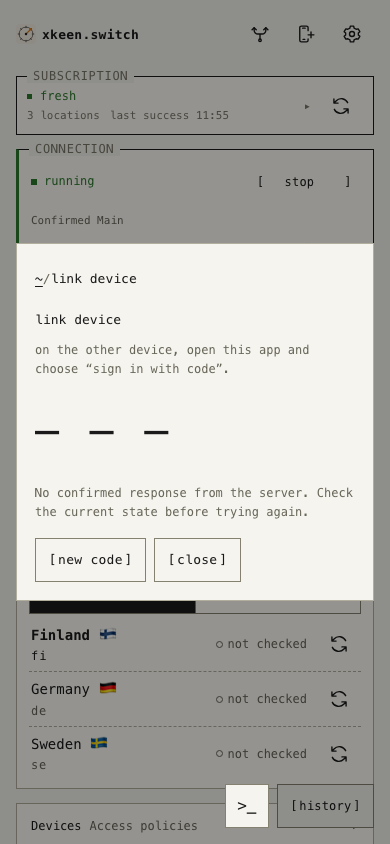 xkeen.switch
SUBSCRIPTION
fresh
3 locations last success 11:55
CONNECTION
running
[ stop ]
Confirmed Main
~/link device
link device
on the other device, open this app and
choose “sign in with code”.
— — —
No confirmed response from the server. Check
the current state before trying again.
[new code] [close]
Finland 🇫🇮
not checked
fi
Germany 🇩🇪
not checked
de
Sweden 🇸🇪
not checked
se
>_ [history]
Devices Access policies